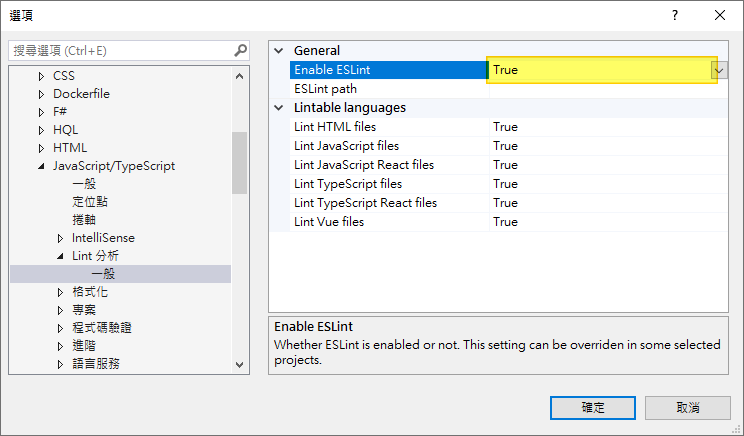 選項
?
搜尋選項 (Ctrl+E)
CSS
Dockerfile
F#
HQL
HTML
JavaScript/TypeScript
一般
定位點
捲軸
IntelliSense
Lint 分析
一般
格式化
專案
程式碼驗證
進階
語言服務
General
Enable ESLint True
ESLint path
Lintable languages
Lint HTML files True
Lint JavaScript files True
Lint JavaScript React files True
Lint TypeScript files True
Lint TypeScript React files True
Lint Vue files True
Enable ESLint
Whether ESLint is enabled or not. This setting can be overriden in some selected
projects.
確定
取消